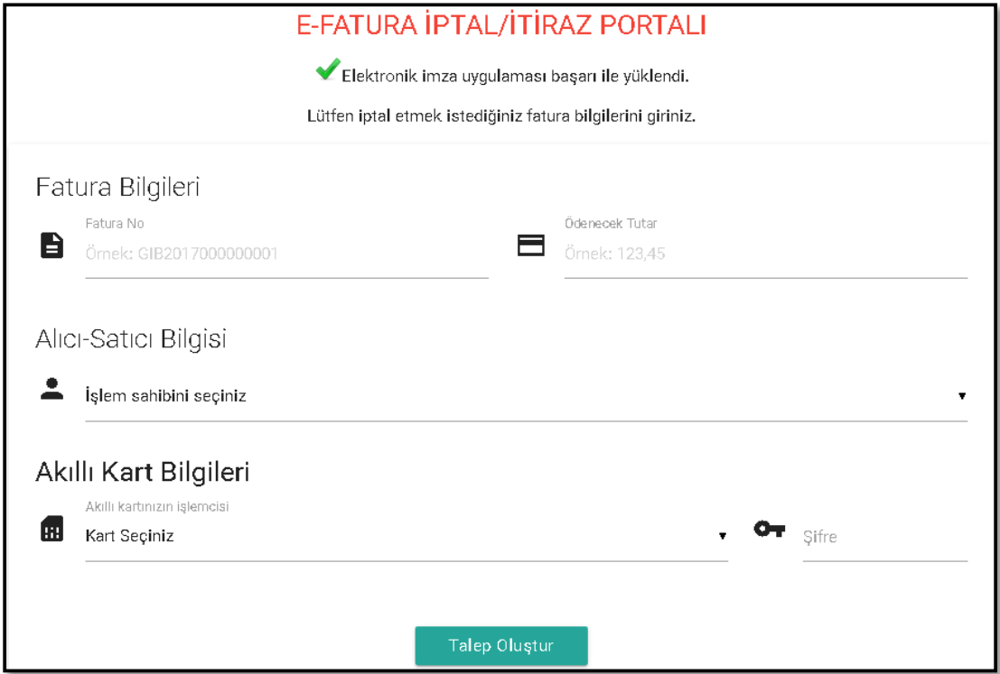 E-FATURA İPTAL/İTİRAZ PORTALI
Elektronik imza uygulaması başarı ile yüklendi.
Lütfen iptal etmek istediğiniz fatura bilgilerini giriniz.
Fatura Bilgileri
Fatura No
Ödenecek Tutar
Örnek: GIB2017000000001
Örnek: 123,45
Alıcı-Satıcı Bilgisi
İşlem sahibini seçiniz
Akıllı Kart Bilgileri
Akıllı kartınızın işlemcisi
Kart Seçiniz
Şifre
Talep Oluştur